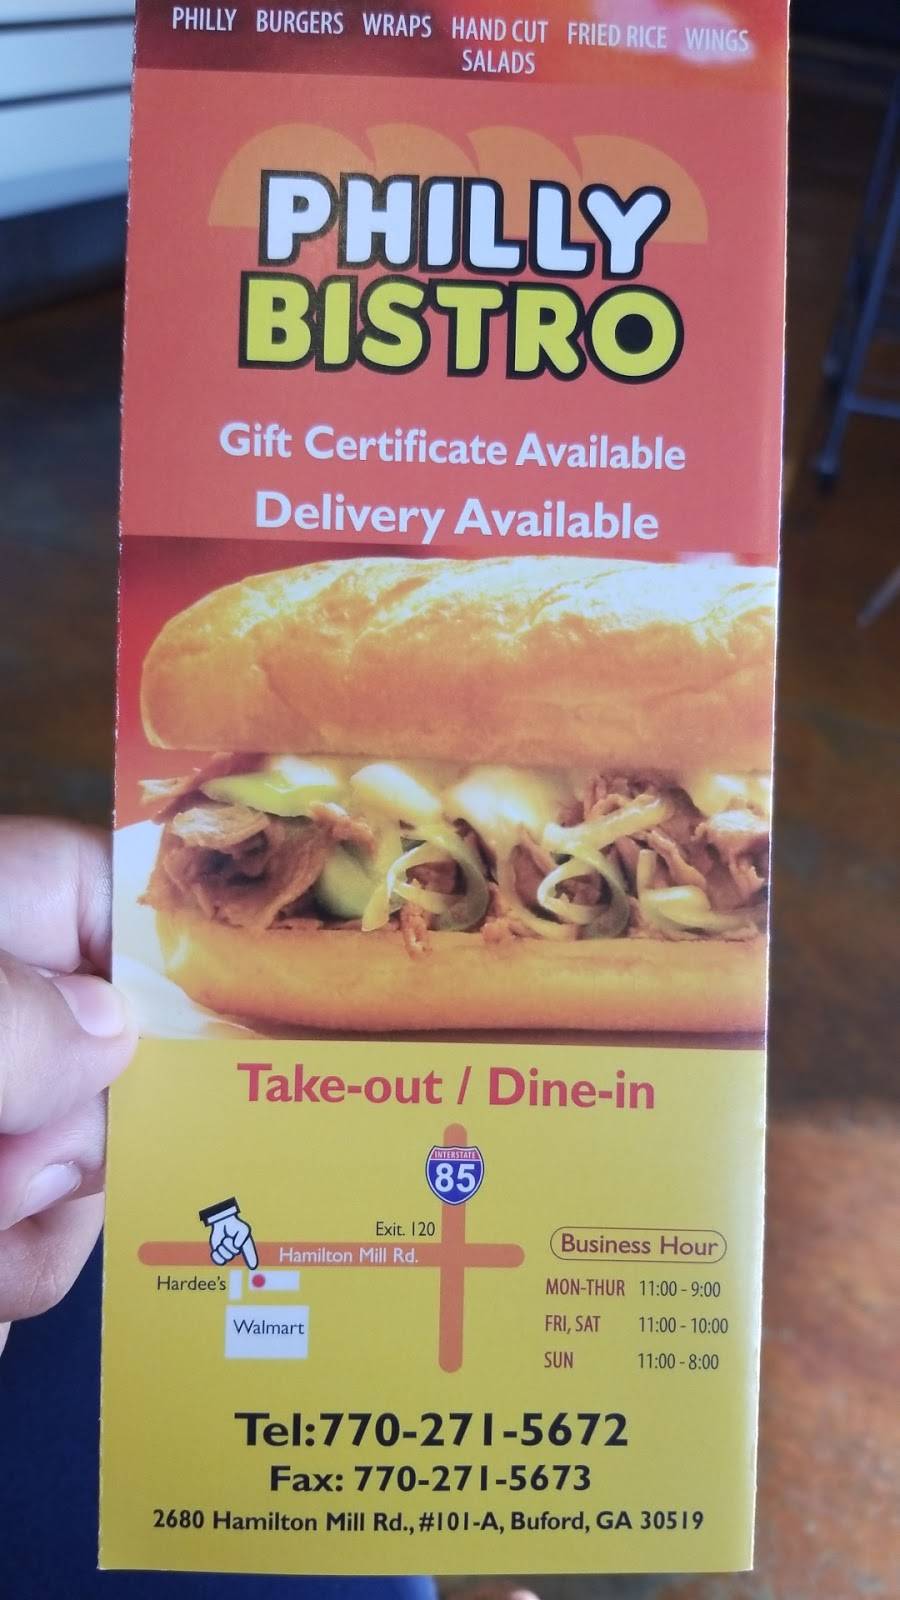 PHILLY BURGERS WRAPS HAND CUT FRIED RICE WINGS
SALADS
PHILLY
BISTRO
Gift Certificate Available
Delivery Available
Take-out / Dine-in
INTERSTATE
85
Exit. 120
Hamilton Mill Rd.
Hardee's
Walmart
Business Hour
MON-THUR 11:00 - 9:00
FRI, SAT 11:00 - 10:00
SUN 11:00 - 8:00
Tel:770-271-5672
Fax: 770-271-5673
2680 Hamilton Mill Rd., #101-A, Buford, GA 30519